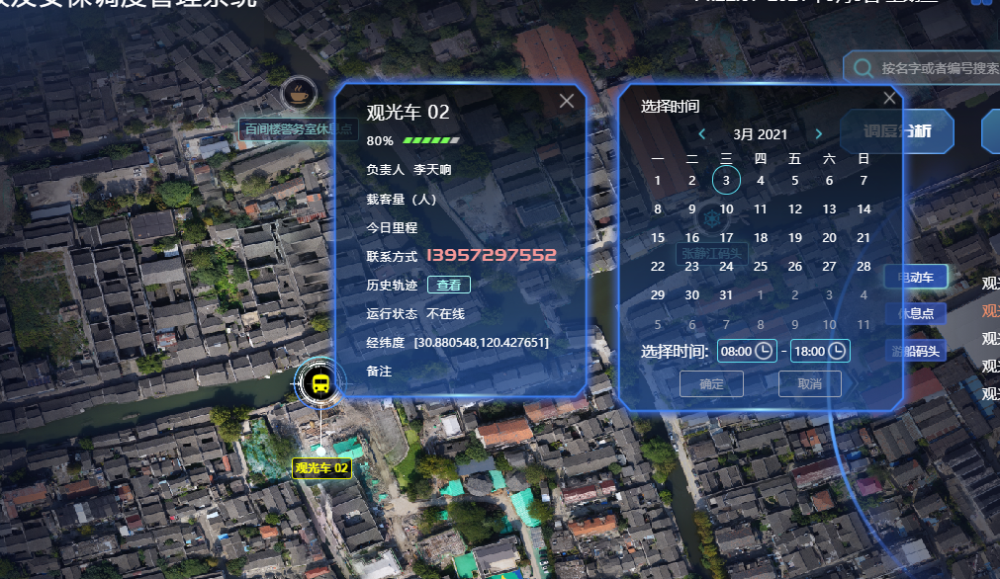 安保调度管理系统
按名字或者编号搜索
百间楼警务室休息点
观光车 02
80%
负责人 李天响
载客量（人）
今日里程
联系方式 13957297552
历史轨迹 查看
运行状态 不在线
经纬度 [30.880548,120.427651]
备注
选择时间
3月 2021
一 二 三 四 五 六 日
1 2 3 4 5 6 7
8 9 10 11 12 13 14
15 16 17 18 19 20 21
张静江码头
22 23 24 25 26 27 28
29 30 31 1 2 3 4
5 6 7 8 9 10 11
选择时间: 08:00 - 18:00
确定 取消
调度分析
电动车
休息点
游船码头
观光车 02